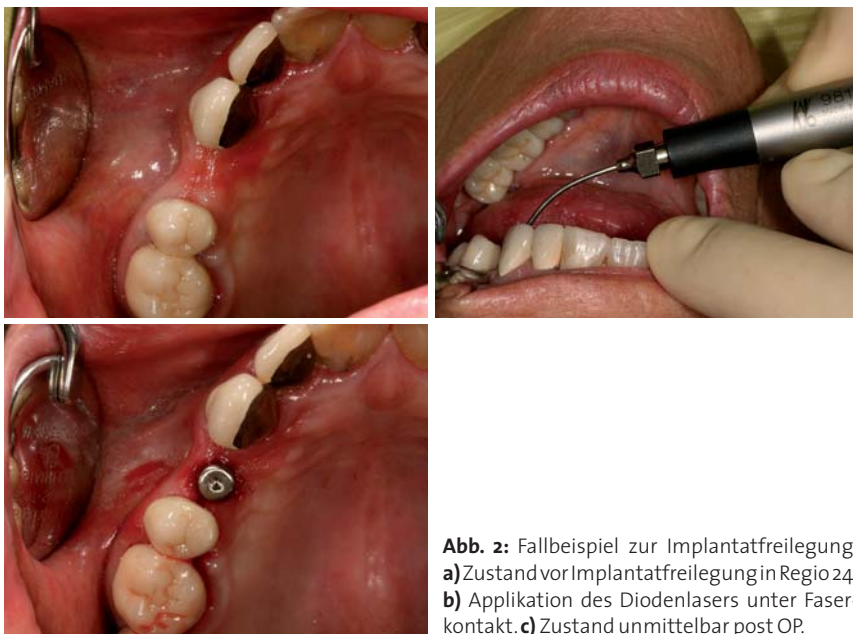 981
Abb. 2: Fallbeispiel zur Implantatfreilegung
a) Zustand vor Implantatfreilegung in Regio 24
b) Applikation des Diodenlasers unter Faser-
kontakt. c) Zustand unmittelbar post OP.